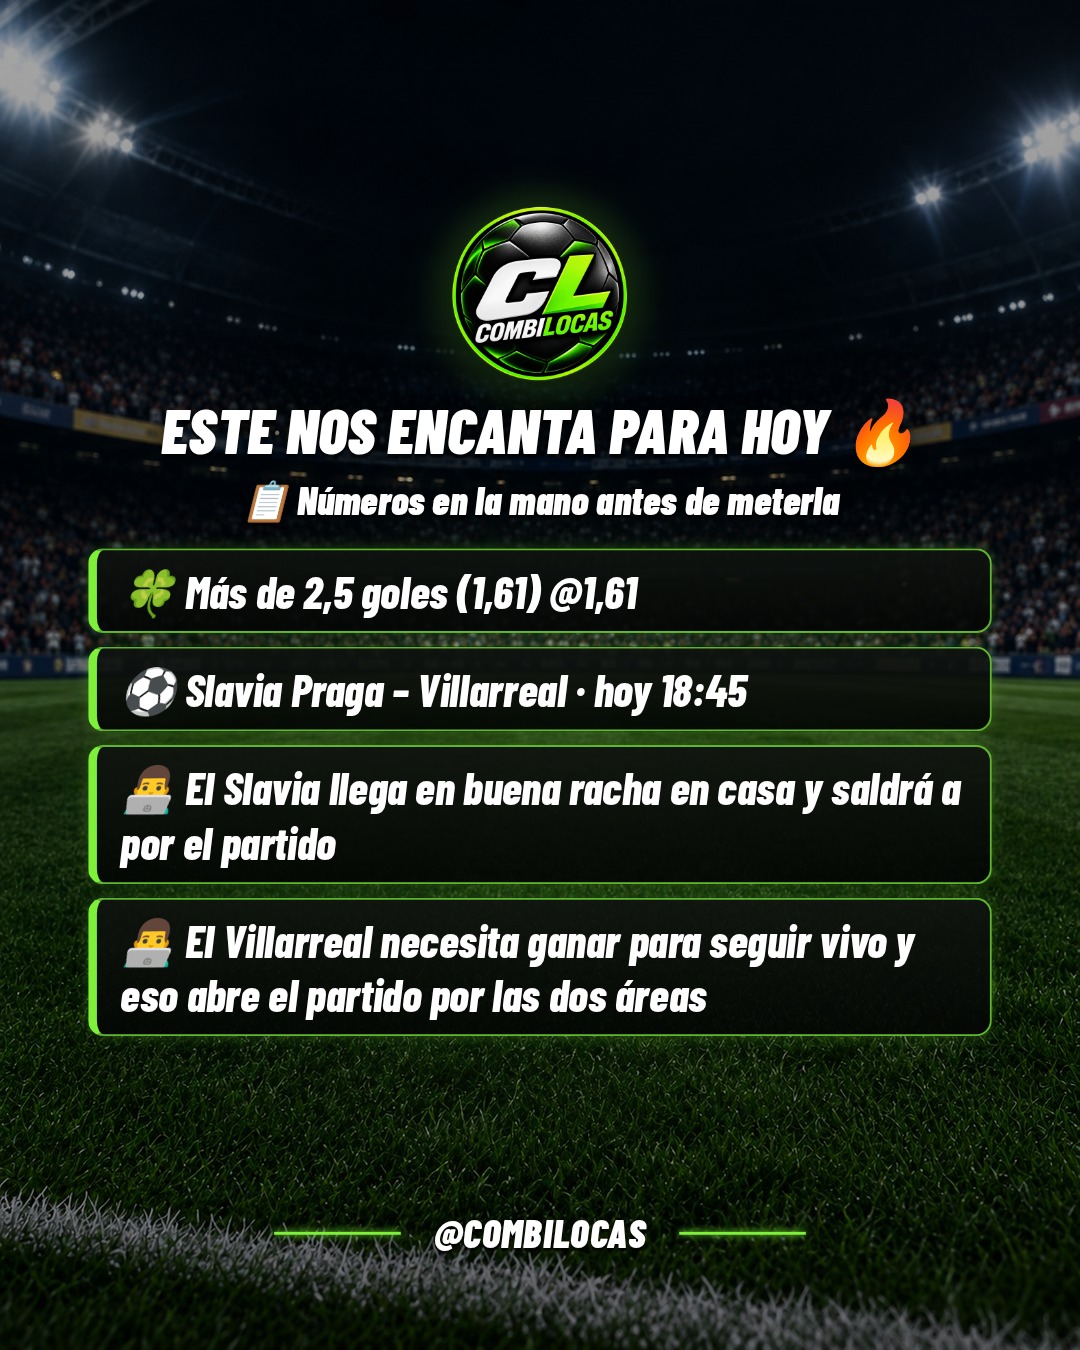 CL
COMBILOCAS
ESTE NOS ENCANTA PARA HOY 🔥
📋 Números en la mano antes de meterla
🍀 Más de 2,5 goles (1,61) @1,61
⚽ Slavia Praga – Villarreal · hoy 18:45
👨‍💻 El Slavia llega en buena racha en casa y saldrá a
por el partido
👨‍💻 El Villarreal necesita ganar para seguir vivo y
eso abre el partido por las dos áreas
@COMBILOCAS